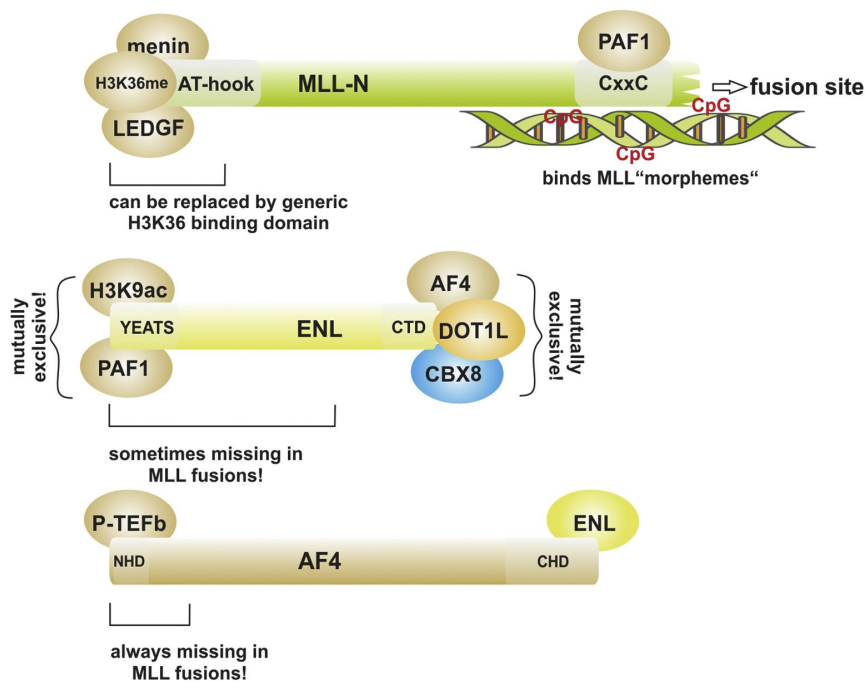 menin
PAF1
H3K36me
AT-hook
MLL-N
CxxC
fusion site
LEDGF
CpG
CpG
CpG
binds MLL“morphemes“
can be replaced by generic
H3K36 binding domain
mutually
exclusive!
H3K9ac
AF4
YEATS
ENL
CTD
DOT1L
PAF1
CBX8
mutually
exclusive!
sometimes missing in
MLL fusions!
P-TEFb
ENL
NHD
AF4
CHD
always missing in
MLL fusions!